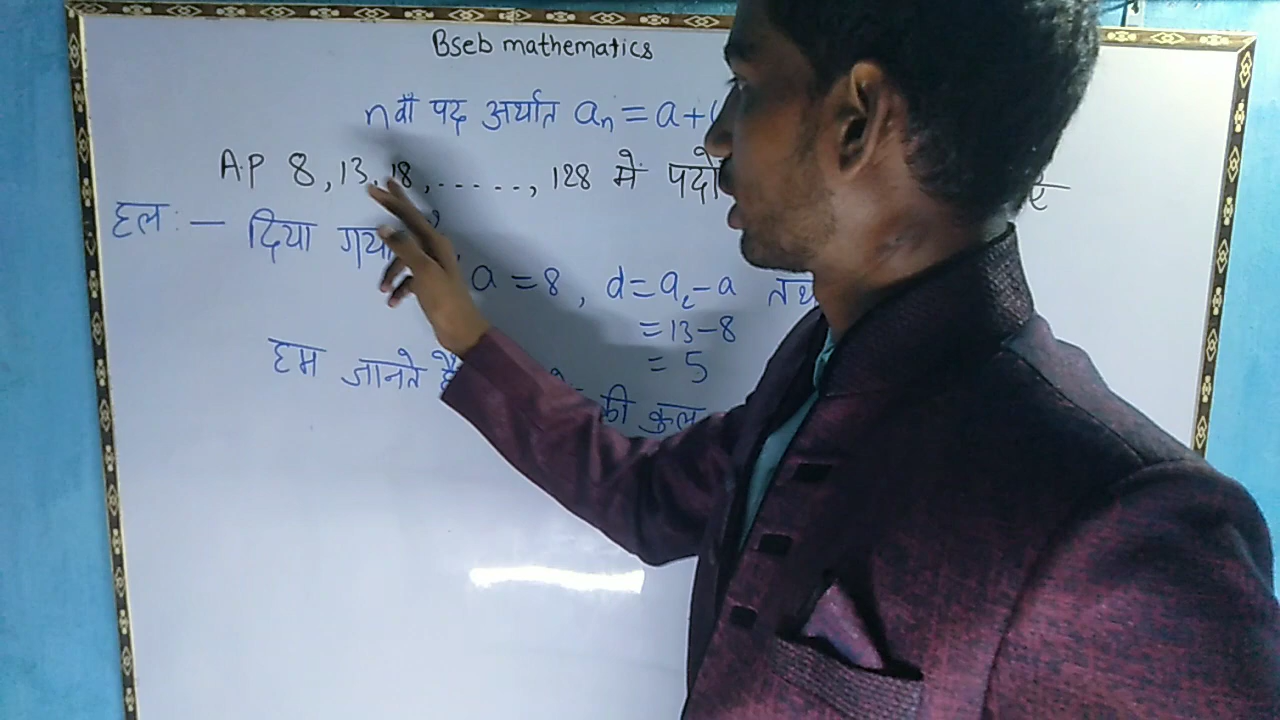 Bseb mathematics
n वाँ पद अर्थात aₙ = a + (
A.P 8, 13, 18, ......, 128 में पदों
हल :- दिया गया
a = 8, d = a₂ - a तथा
= 13 - 8
= 5
हम जानते है
की कुल